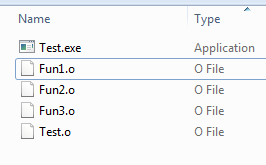 Name Type
Test.exe Application
Fun1.o O File
Fun2.o O File
Fun3.o O File
Test.o O File